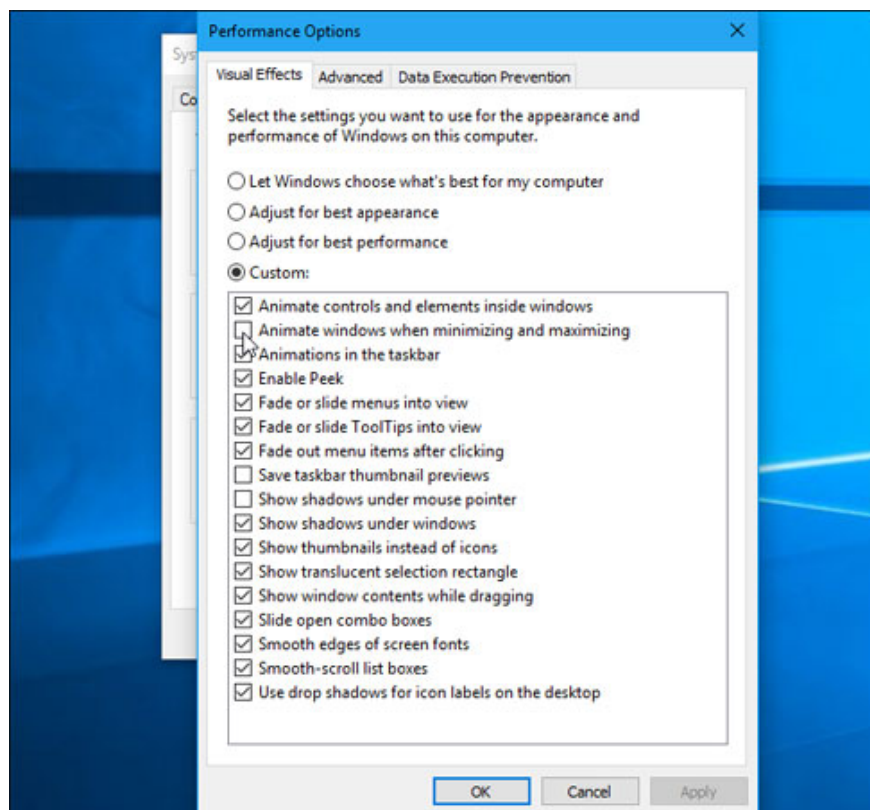 Performance Options
Sys
Visual Effects Advanced Data Execution Prevention
Co
Select the settings you want to use for the appearance and
performance of Windows on this computer.
Let Windows choose what's best for my computer
Adjust for best appearance
Adjust for best performance
Custom:
Animate controls and elements inside windows
Animate windows when minimizing and maximizing
Animations in the taskbar
Enable Peek
Fade or slide menus into view
Fade or slide ToolTips into view
Fade out menu items after clicking
Save taskbar thumbnail previews
Show shadows under mouse pointer
Show shadows under windows
Show thumbnails instead of icons
Show translucent selection rectangle
Show window contents while dragging
Slide open combo boxes
Smooth edges of screen fonts
Smooth-scroll list boxes
Use drop shadows for icon labels on the desktop
OK Cancel Apply